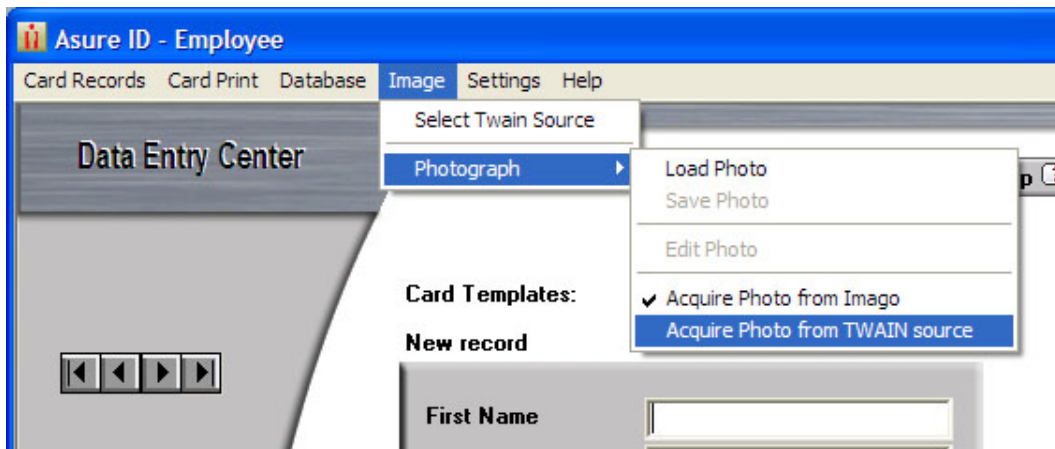 Asure ID - Employee
Card Records Card Print Database Image Settings Help
Select Twain Source
Data Entry Center
Photograph
Load Photo
Save Photo
Edit Photo
Card Templates:
Acquire Photo from Imago
Acquire Photo from TWAIN source
New record
First Name